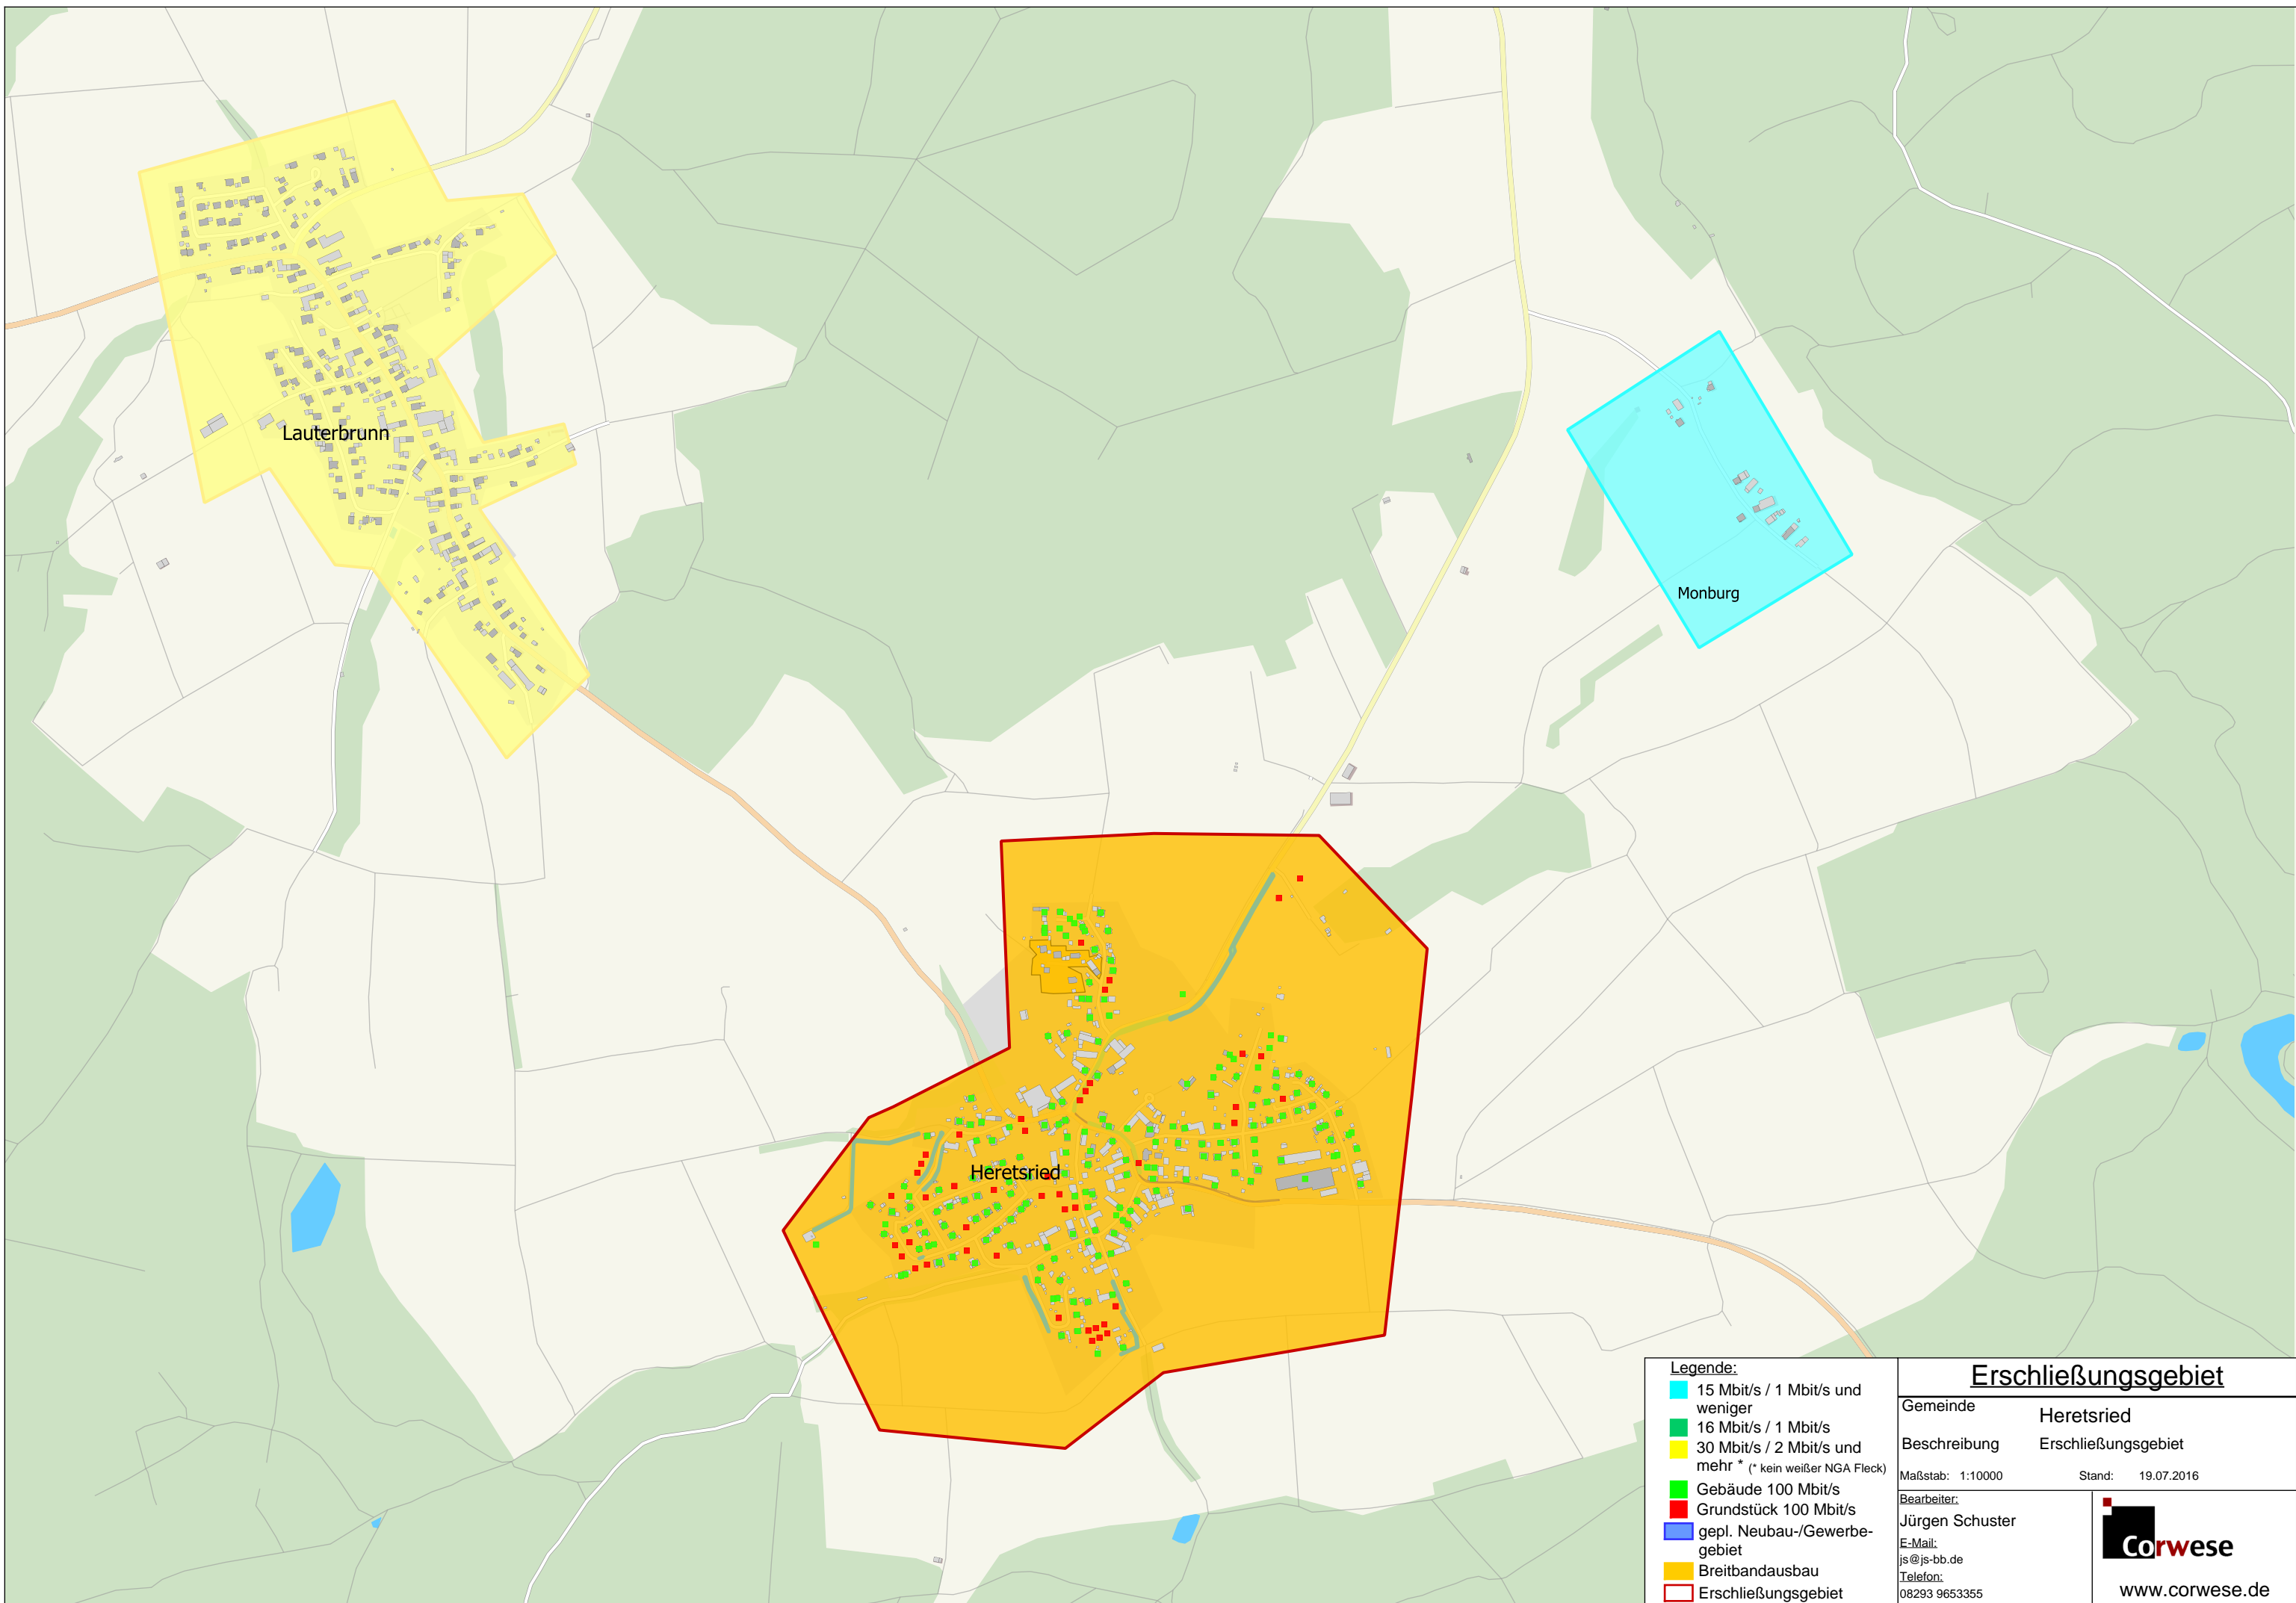 Lauterbrunn
Monburg
Heretsried
Legende:
15 Mbit/s / 1 Mbit/s und
weniger
16 Mbit/s / 1 Mbit/s
30 Mbit/s / 2 Mbit/s und
mehr * (* kein weißer NGA Fleck)
Gebäude 100 Mbit/s
Grundstück 100 Mbit/s
gepl. Neubau-/Gewerbe-
gebiet
Breitbandausbau
Erschließungsgebiet
Erschließungsgebiet
Gemeinde Heretsried
Beschreibung Erschließungsgebiet
Maßstab: 1:10000 Stand: 19.07.2016
Bearbeiter:
Jürgen Schuster
E-Mail:
js@js-bb.de
Telefon:
08293 9653355
Corwese
www.corwese.de